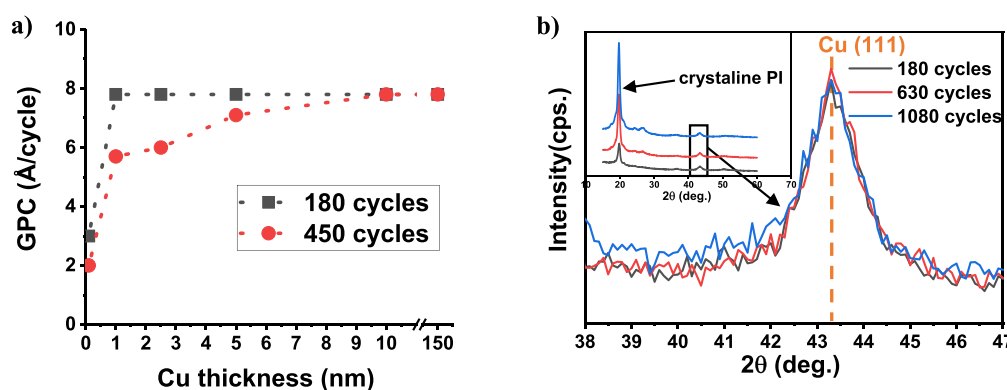 a)
GPC (Å/cycle)
10
8
6
4
2
0
180 cycles
450 cycles
0 1 2 3 4 5 6 7 8 9 10 150
Cu thickness (nm)
b)
Intensity(cps.)
Cu (111)
180 cycles
630 cycles
1080 cycles
crystaline PI
10 20 30 40 50 60 70
2θ (deg.)
38 39 40 41 42 43 44 45 46 47
2θ (deg.)